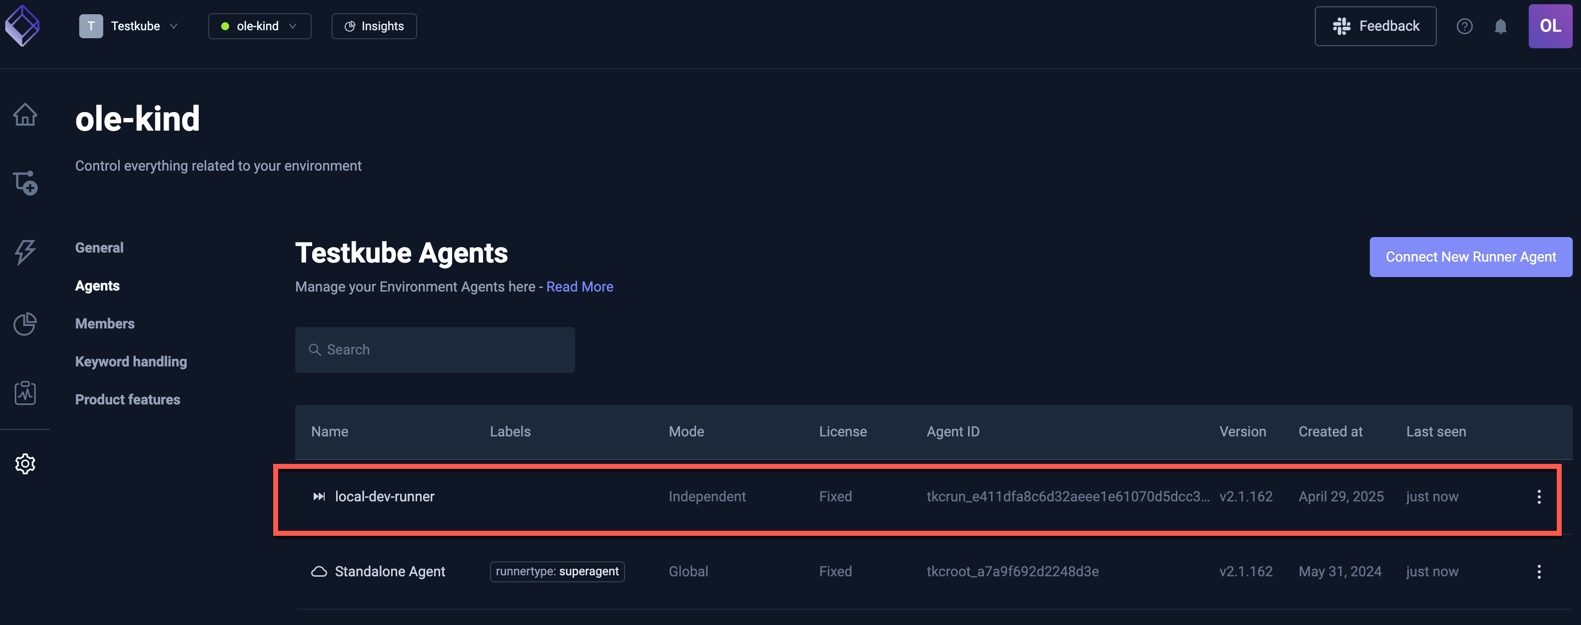 T Testkube ole-kind Insights Feedback OL
ole-kind
Control everything related to your environment
General
Agents
Members
Keyword handling
Product features
Testkube Agents
Manage your Environment Agents here - Read More
Connect New Runner Agent
Search
Name Labels Mode License Agent ID Version Created at Last seen
local-dev-runner Independent Fixed tkcrun_e411dfa8c6d32aeee1e61070d5dcc3... v2.1.162 April 29, 2025 just now
Standalone Agent runnertype: superagent Global Fixed tkcroot_a7a9f692d2248d3e v2.1.162 May 31, 2024 just now